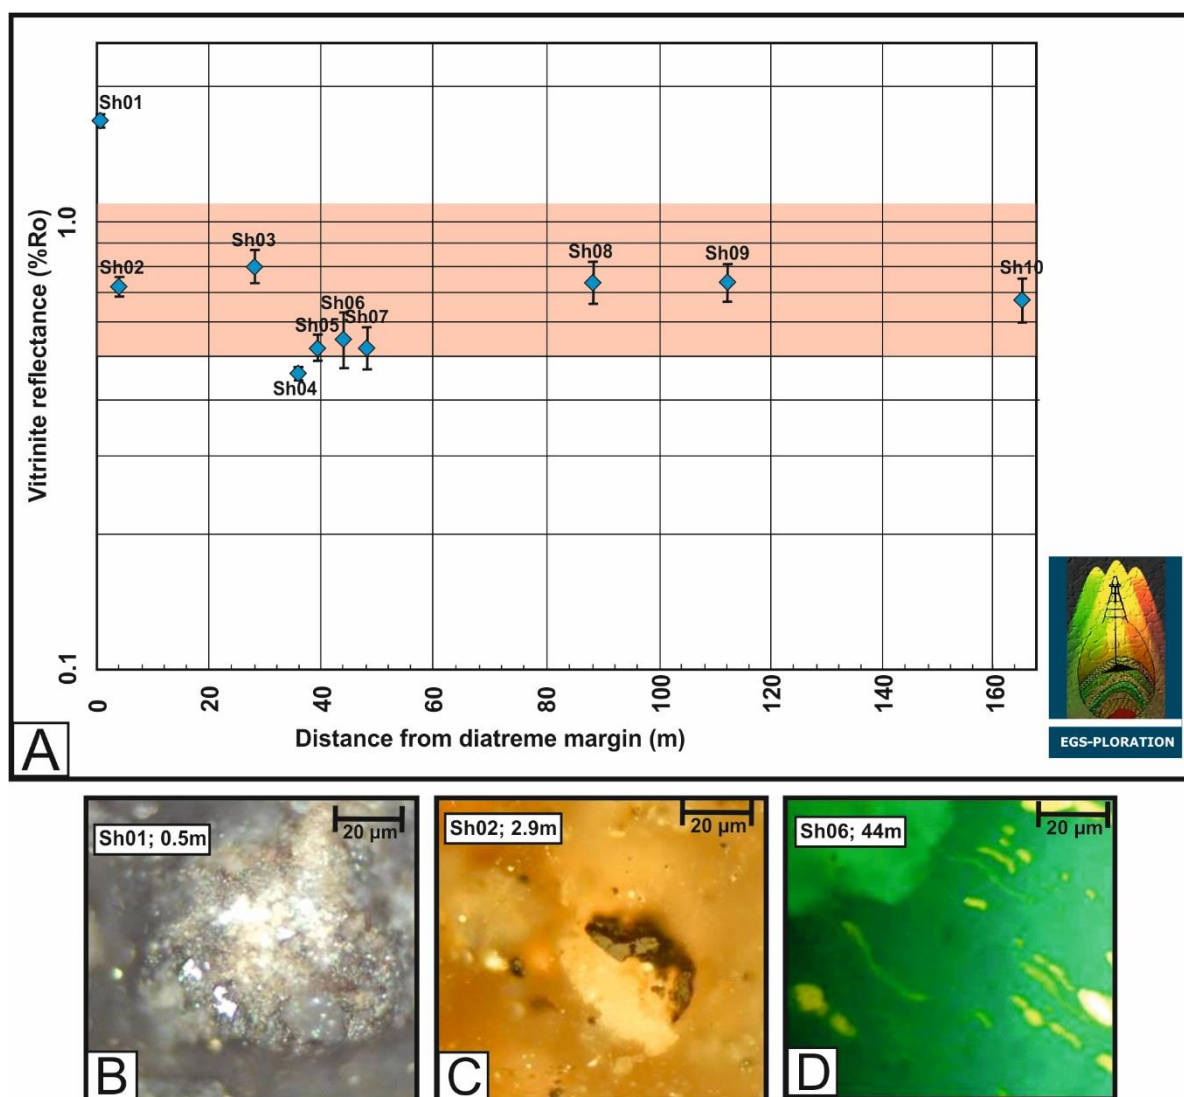 Sh01
Sh02
Sh03
Sh04
Sh05
Sh06
Sh07
Sh08
Sh09
Sh10
Vitrinite reflectance (%Ro)
1.0
0.1
0
20
40
60
80
100
120
140
160
Distance from diatreme margin (m)
A
EGS-PLORATION
Sh01; 0.5m
20 µm
B
Sh02; 2.9m
20 µm
C
Sh06; 44m
20 µm
D